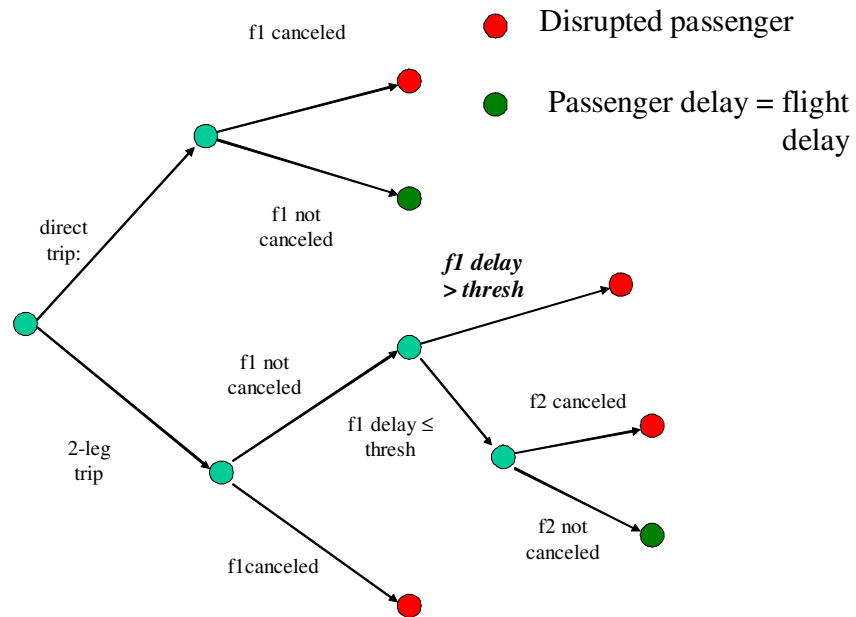 f1 canceled
Disrupted passenger
Passenger delay = flight
delay
direct
trip:
f1 not
canceled
f1 delay
> thresh
f1 not
canceled
f1 delay ≤
thresh
f2 canceled
2-leg
trip
f2 not
canceled
f1canceled